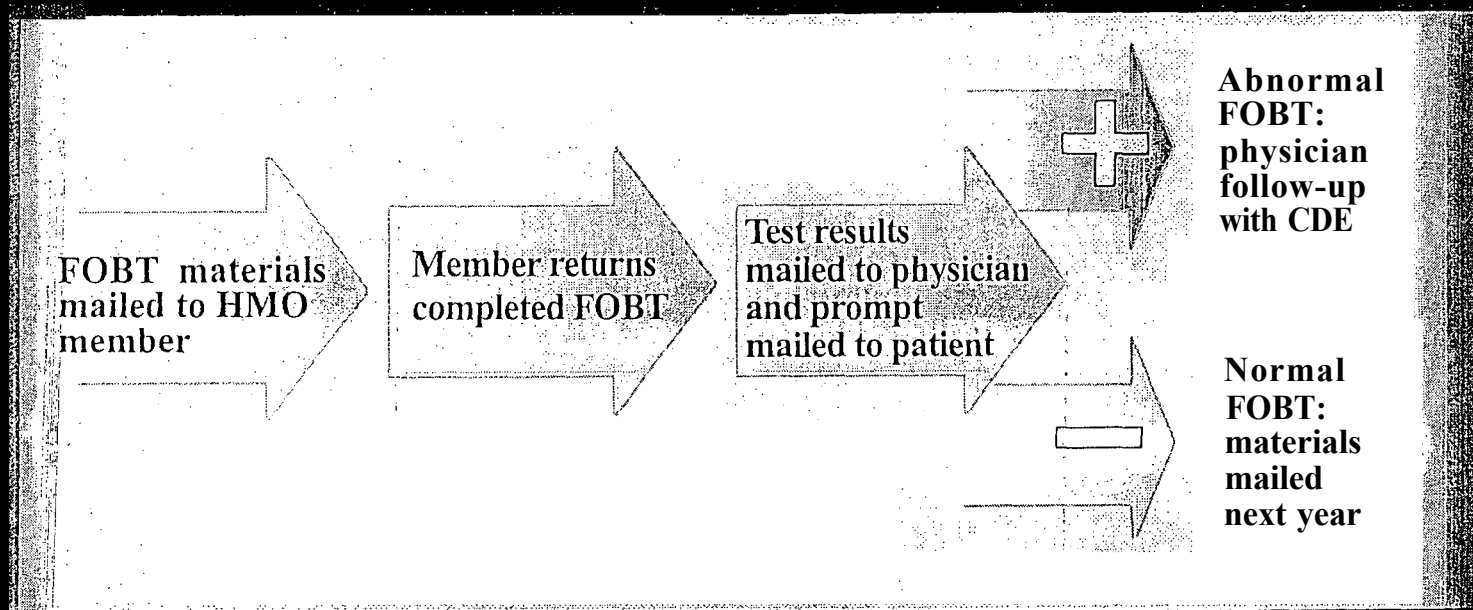 FOBT materials
mailed to HMO
member
Member returns
completed FOBT
Test results
mailed to physician
and prompt
mailed to patient
Abnormal
FOBT:
physician
follow-up
with CDE
Normal
FOBT:
materials
mailed
next year